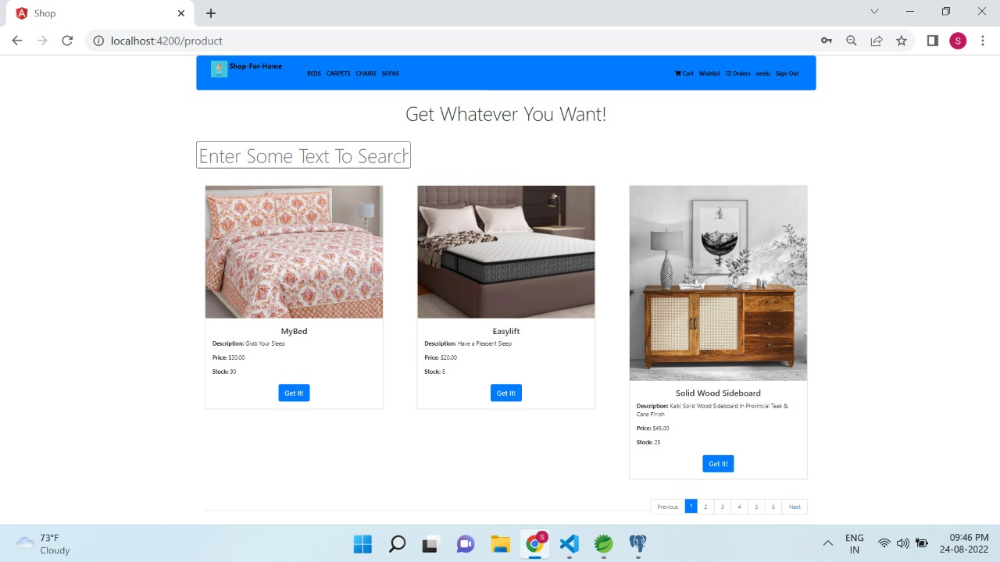 Shop
localhost:4200/product
S
Shop-For-Home
BEDS CARPETS CHAIRS SOFAS
Cart Wishlist Orders neelu Sign Out
Get Whatever You Want!
Enter Some Text To Search
MyBed
Description: Grab Your Sleep
Price: $30.00
Stock: 90
Get It!
Easylift
Description: Have a Pleasent Sleep
Price: $20.00
Stock: 8
Get It!
Solid Wood Sideboard
Description: Kalki Solid Wood Sideboard In Provincial Teak &
Cane Finish
Price: $45.00
Stock: 25
Get It!
Previous 1 2 3 4 5 6 Next
73°F
Cloudy
S
ENG
IN
09:46 PM
24-08-2022